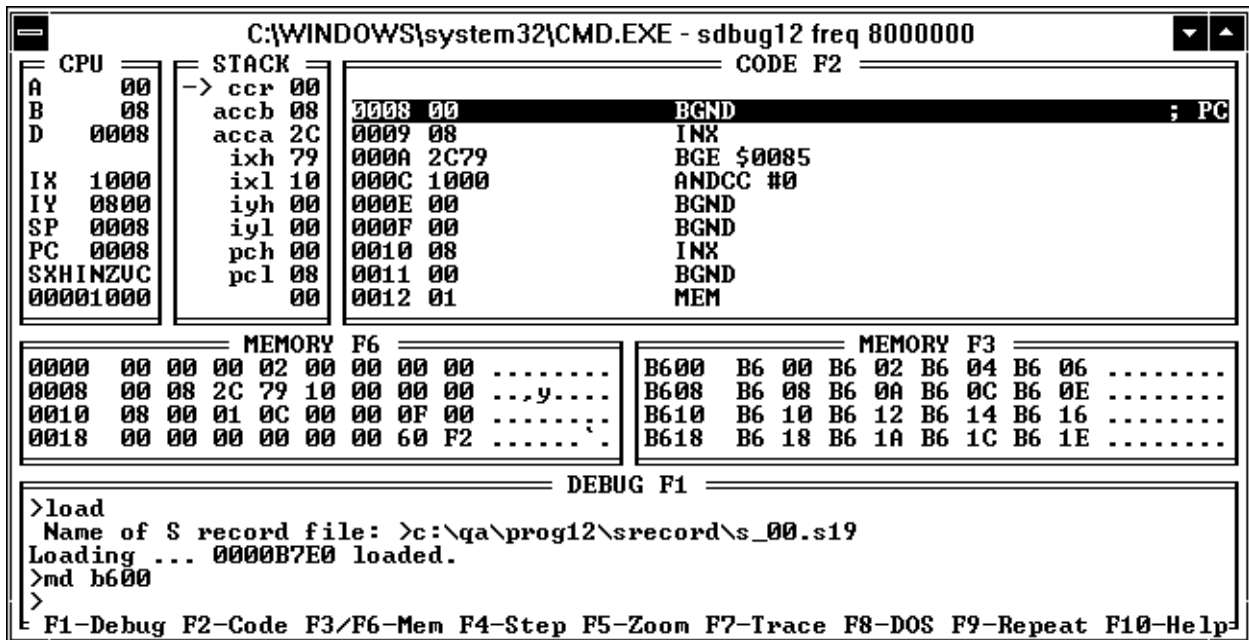 C:\WINDOWS\system32\CMD.EXE - sdbug12 freq 8000000
CPU STACK CODE F2
A 00 -> ccr 00
B 08 accb 08 0008 00 BGND ; PC
D 0008 acca 2C 0009 08 INX
ixh 79 000A 2C79 BGE $0085
IX 1000 ixl 10 000C 1000 ANDCC #0
IY 0800 iyh 00 000E 00 BGND
SP 0008 iyl 00 000F 00 BGND
PC 0008 pch 00 0010 08 INX
SXHINZVC pcl 08 0011 00 BGND
00001000 00 0012 01 MEM
MEMORY F6 MEMORY F3
0000 00 00 00 02 00 00 00 00 ........ B600 B6 00 B6 02 B6 04 B6 06 ........
0008 00 08 2C 79 10 00 00 00 ..,y.... B608 B6 08 B6 0A B6 0C B6 0E ........
0010 08 00 01 0C 00 00 0F 00 ........ B610 B6 10 B6 12 B6 14 B6 16 ........
0018 00 00 00 00 00 00 60 F2 ......`. B618 B6 18 B6 1A B6 1C B6 1E ........
DEBUG F1
>load
Name of S record file: >c:\qa\prog12\srecord\s_00.s19
Loading ... 0000B7E0 loaded.
>md b600
>
F1-Debug F2-Code F3/F6-Mem F4-Step F5-Zoom F7-Trace F8-DOS F9-Repeat F10-Help